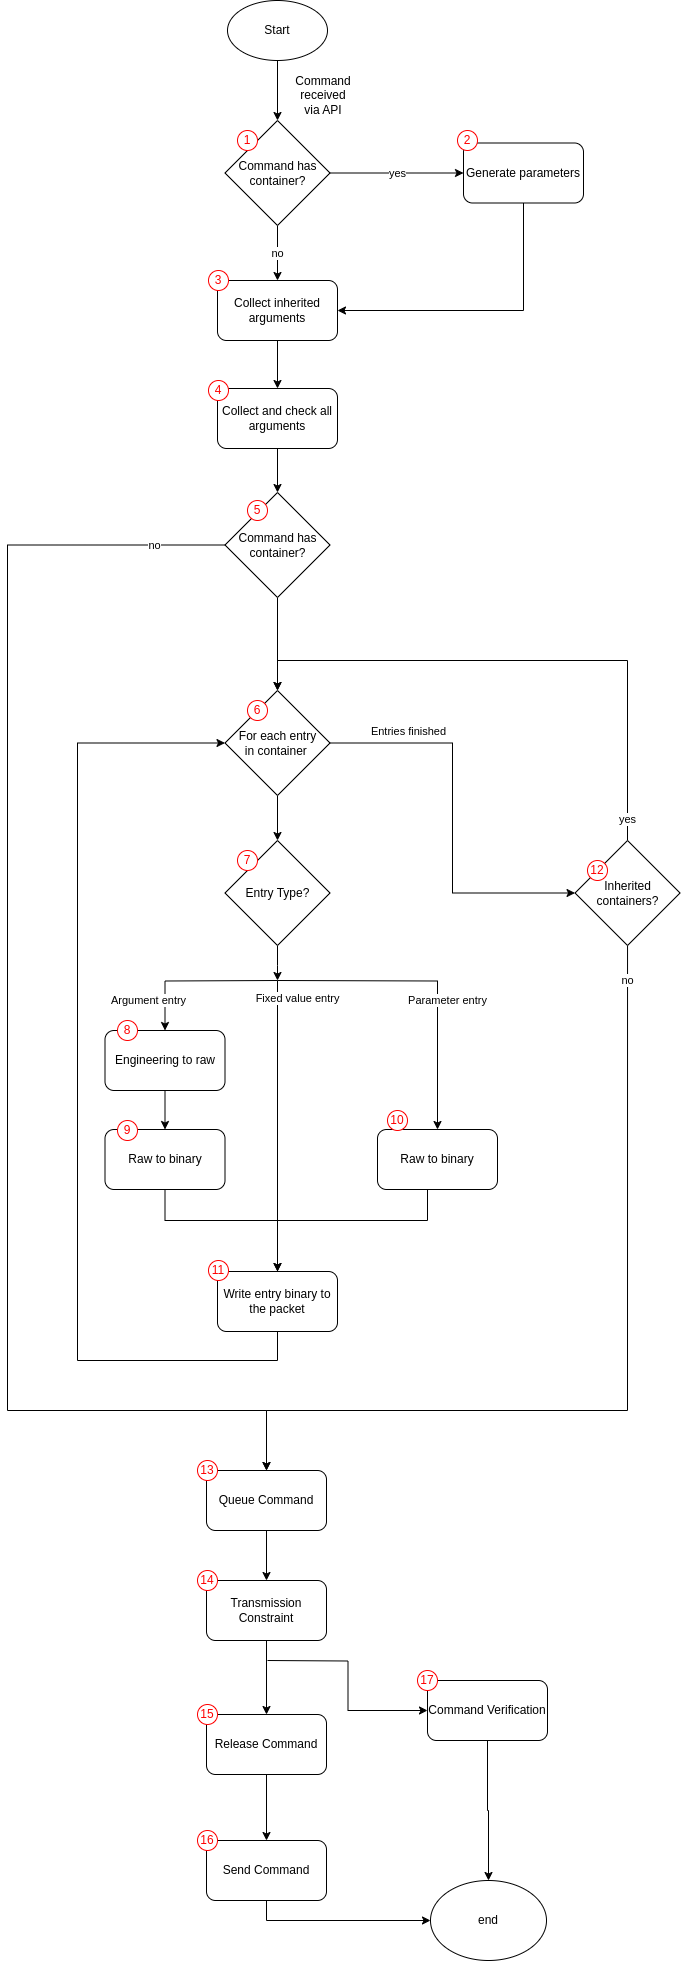 Start
Command
received
via API
1
Command has
container?
yes
2
Generate parameters
no
3
Collect inherited
arguments
4
Collect and check all
arguments
5
Command has
container?
no
6
For each entry
in container
Entries finished
yes
7
Entry Type?
12
Inherited
containers?
no
Argument entry
Fixed value entry
Parameter entry
8
Engineering to raw
9
Raw to binary
10
Raw to binary
11
Write entry binary to
the packet
13
Queue Command
14
Transmission
Constraint
17
Command Verification
15
Release Command
16
Send Command
end